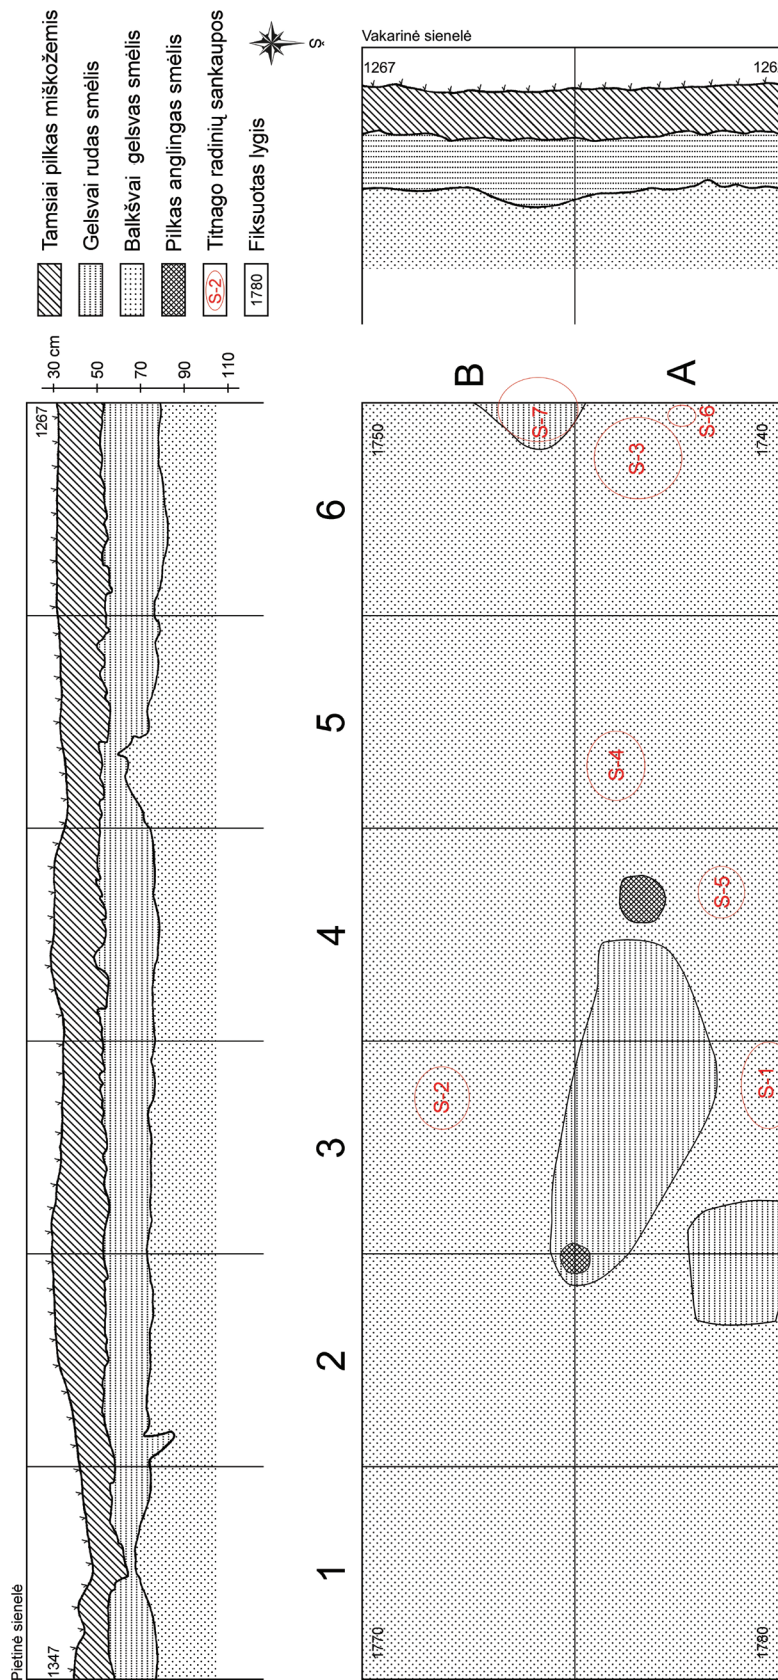 Tamsiai pilkas miškožemis
Gelsvai rudas smėlis
Balkšvai gelsvas smėlis
Pilkas anglingas smėlis
S-2
Titnago radinių sankaupos
1780
Fiksuotas lygis
Š
Vakarinė sienelė
1267
126
Pietinė sienelė
1347
1267
30 cm
50
70
90
110
1
2
3
4
5
6
B
A
1770
1750
1780
1740
S-7
S-3
S-6
S-4
S-5
S-2
S-1